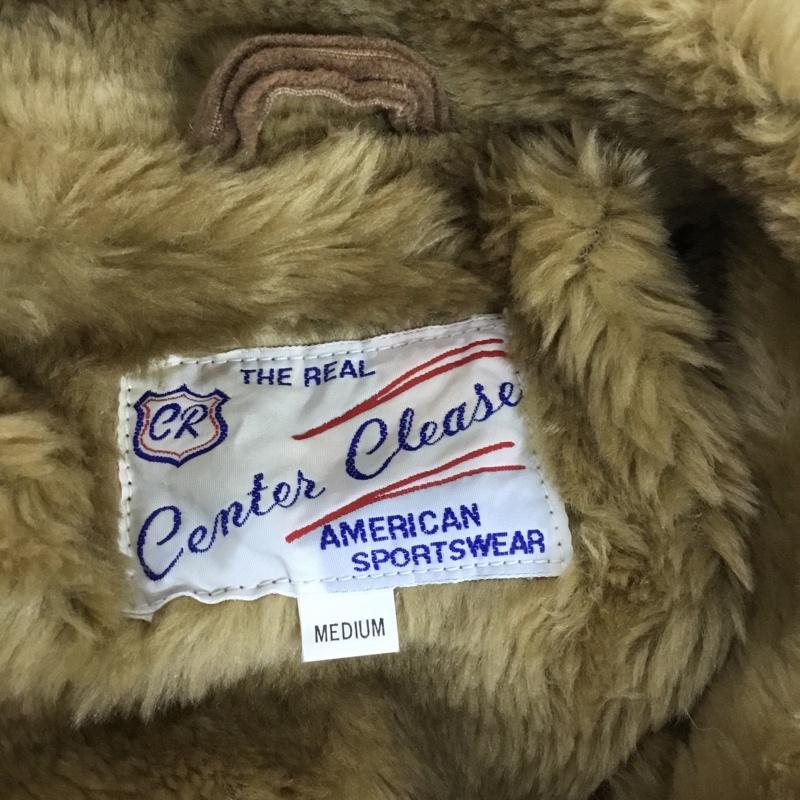 THE REAL
CR
Center Clease
AMERICAN
SPORTSWEAR
MEDIUM